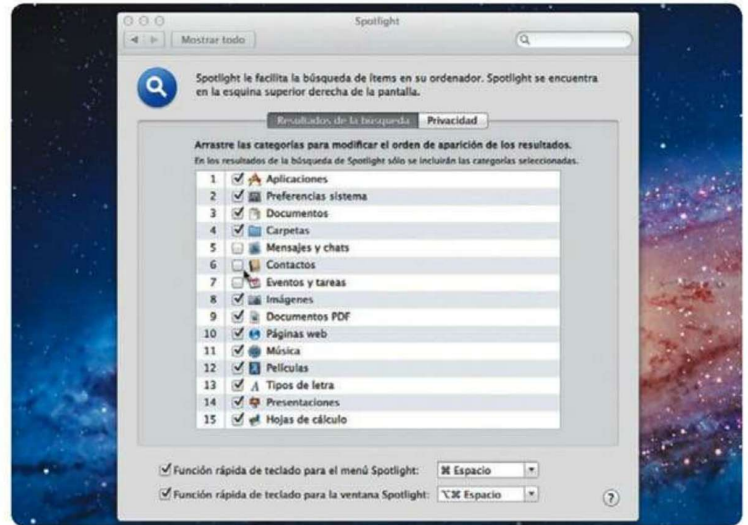 Spotlight
Mostrar todo
Spotlight le facilita la búsqueda de ítems en su ordenador. Spotlight se encuentra
en la esquina superior derecha de la pantalla.
Resultados de la búsqueda Privacidad
Arrastre las categorías para modificar el orden de aparición de los resultados.
En los resultados de la búsqueda de Spotlight sólo se incluirán las categorías seleccionadas.
1 Aplicaciones
2 Preferencias sistema
3 Documentos
4 Carpetas
5 Mensajes y chats
6 Contactos
7 Eventos y tareas
8 Imágenes
9 Documentos PDF
10 Páginas web
11 Música
12 Películas
13 Tipos de letra
14 Presentaciones
15 Hojas de cálculo
Función rápida de teclado para el menú Spotlight: ⌘ Espacio
Función rápida de teclado para la ventana Spotlight: ⌥⌘ Espacio
?